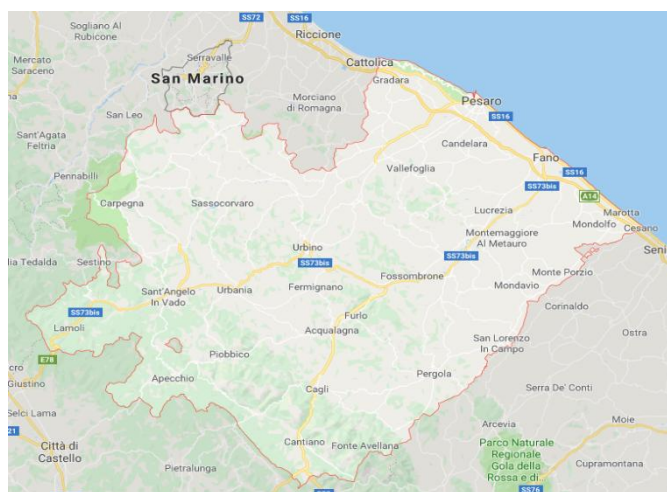 SS72
SS16
Sogliano Al
Rubicone
Riccione
Serravalle
Cattolica
Mercato
Saraceno
San Marino
Gradara
Morciano
di Romagna
Pesaro
San Leo
SS16
Sant'Agata
Feltria
Candelara
Vallefoglia
Fano
Pennabilli
SS16
SS73bis
A14
Carpegna
Sassocorvaro
Lucrezia
Marotta
Mondolfo
Cesano
Montemaggiore
Al Metauro
Urbino
Seni
lia Tedalda
Sestino
SS73bis
SS73bis
Monte Porzio
Fossombrone
Sant'Angelo
In Vado
Urbania
Fermignano
Mondavio
SS73bis
Corinaldo
Furlo
Lamoli
Acqualagna
Ostra
San Lorenzo
In Campo
E78
Piobbico
cro
Giustino
Pergola
Apecchio
Cagli
Serra De' Conti
Selci Lama
Arcevia
21
Moie
Città di
Castello
Cantiano
Fonte Avellana
Parco Naturale
Regionale
Gola della
Rossa e di...
Pietralunga
Cupramontana
SS76